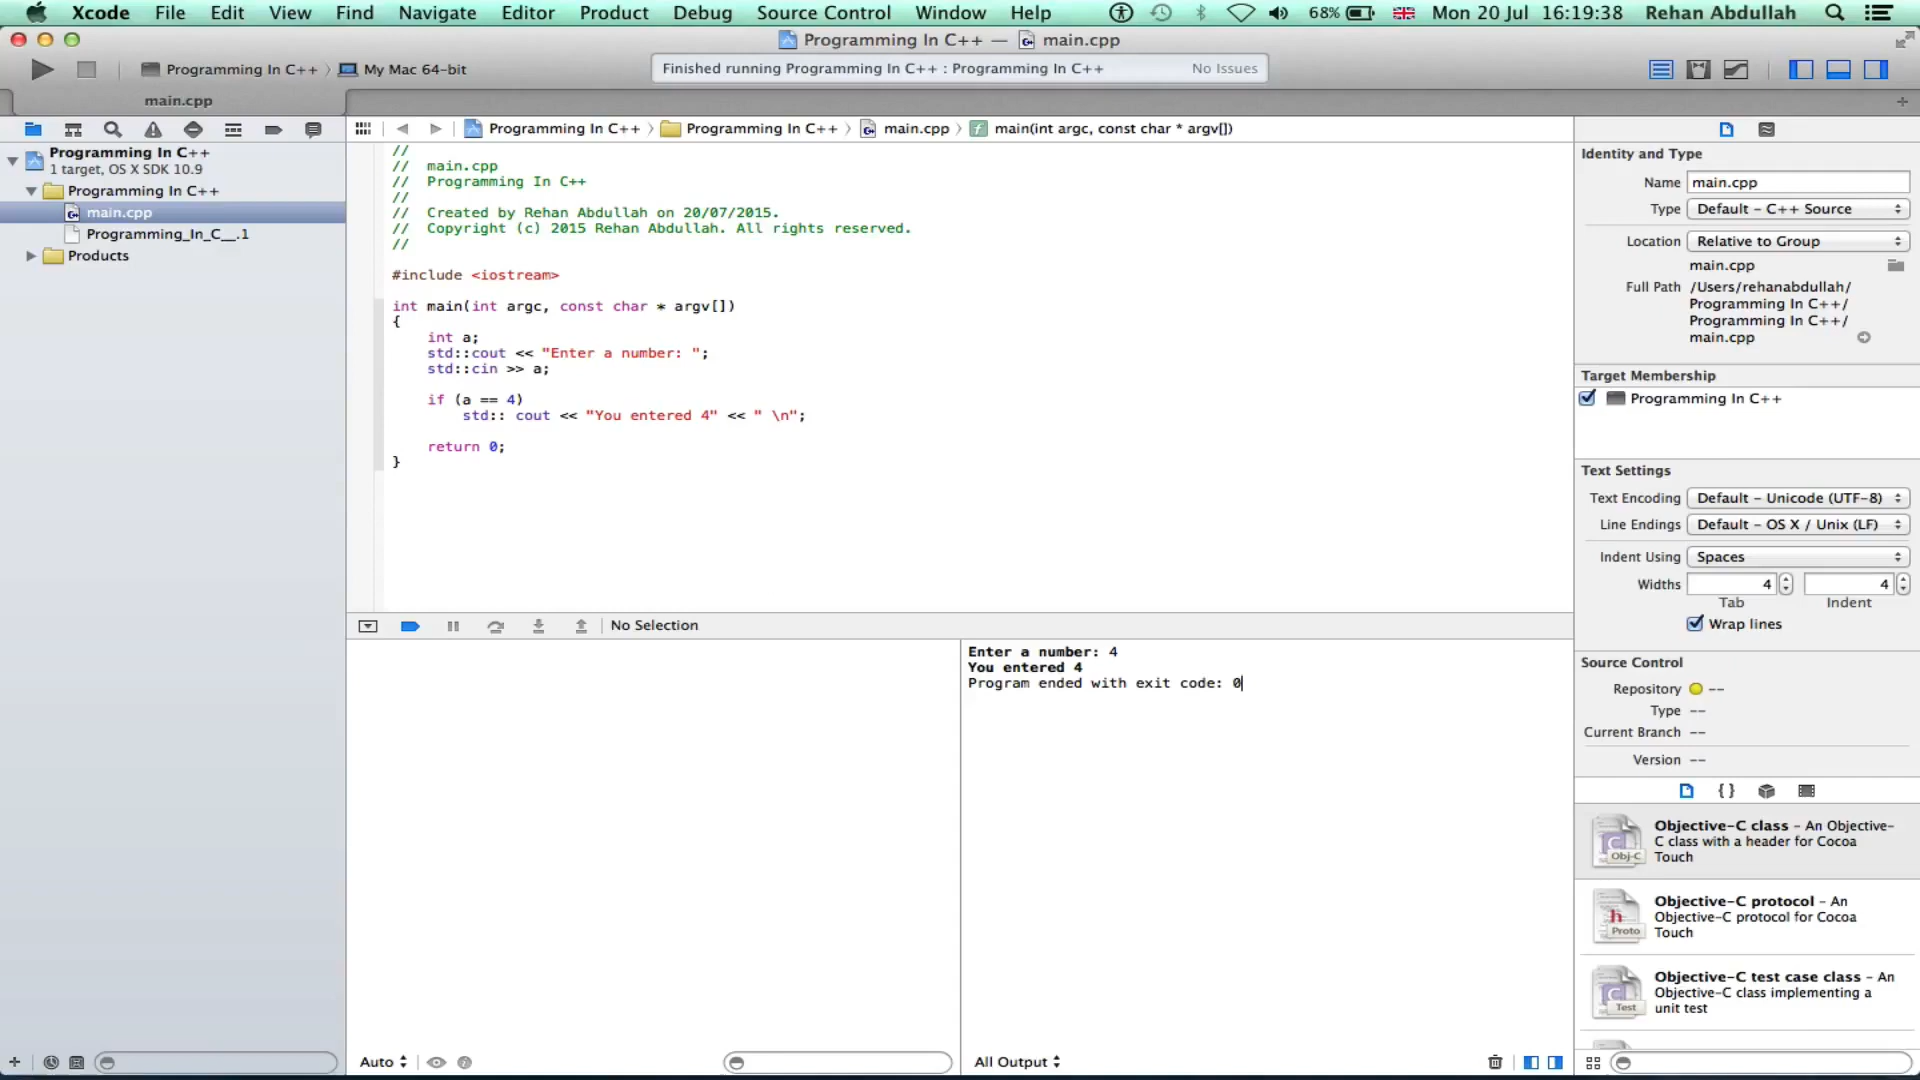 Xcode File Edit View Find Navigate Editor Product Debug Source Control Window Help 68% Mon 20 Jul 16:19:38 Rehan Abdullah
Programming In C++ — main.cpp
Programming In C++ My Mac 64-bit
Finished running Programming In C++ : Programming In C++ No Issues
main.cpp
Programming In C++
1 target, OS X SDK 10.9
Programming In C++
main.cpp
Programming_In_C__.1
Products
Programming In C++ Programming In C++ main.cpp main(int argc, const char * argv[])
//
// main.cpp
// Programming In C++
//
// Created by Rehan Abdullah on 20/07/2015.
// Copyright (c) 2015 Rehan Abdullah. All rights reserved.
//
#include <iostream>
int main(int argc, const char * argv[])
{
int a;
std::cout << "Enter a number: ";
std::cin >> a;
if (a == 4)
std:: cout << "You entered 4" << " \n";
return 0;
}
No Selection
Enter a number: 4
You entered 4
Program ended with exit code: 0
Auto
All Output
Identity and Type
Name main.cpp
Type Default - C++ Source
Location Relative to Group
main.cpp
Full Path /Users/rehanabdullah/
Programming In C++/
Programming In C++/
main.cpp
Target Membership
Programming In C++
Text Settings
Text Encoding Default - Unicode (UTF-8)
Line Endings Default - OS X / Unix (LF)
Indent Using Spaces
Widths 4 4
Tab Indent
Wrap lines
Source Control
Repository --
Type --
Current Branch --
Version --
{ }
Objective-C class - An Objective-
C class with a header for Cocoa
Touch
Obj-C
Objective-C protocol - An
Objective-C protocol for Cocoa
Touch
Proto
Objective-C test case class - An
Objective-C class implementing a
unit test
Test